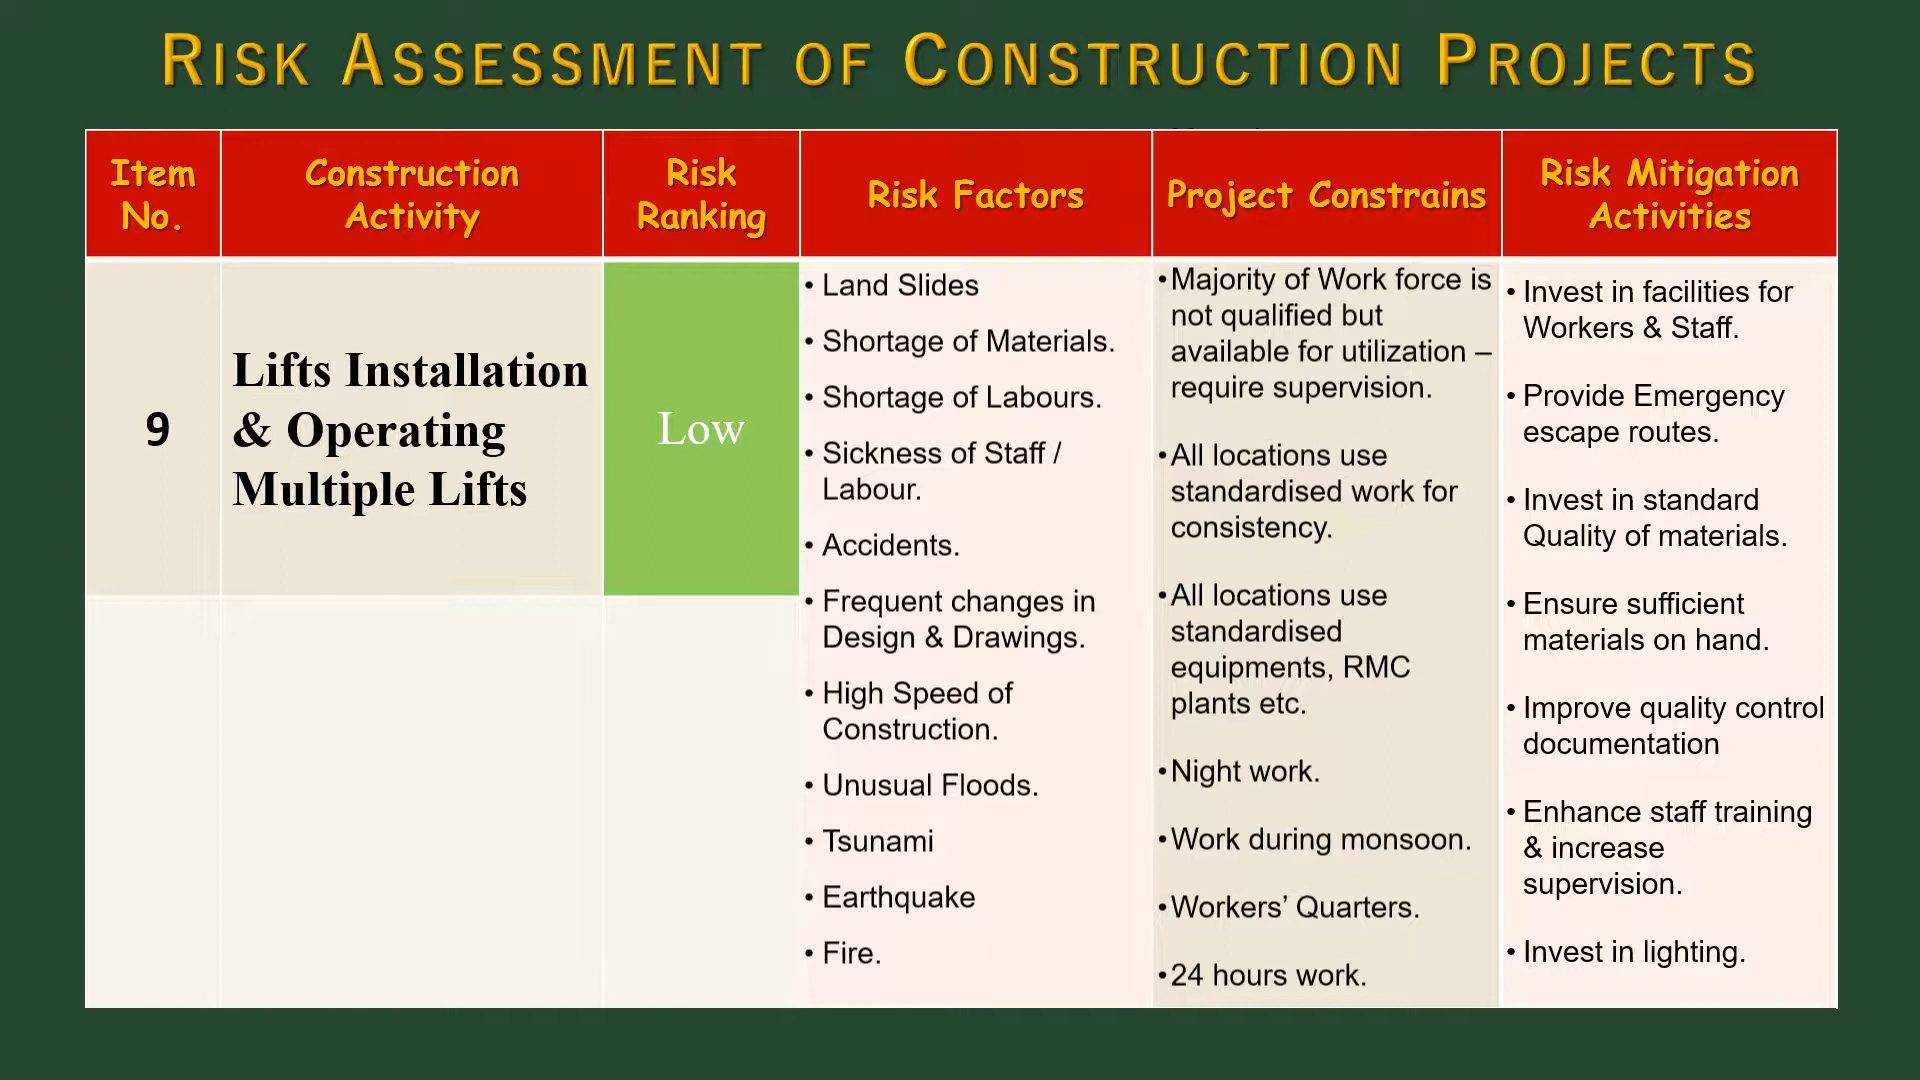 RISK ASSESSMENT OF CONSTRUCTION PROJECTS
Item
No.
Construction
Activity
Risk
Ranking
Risk Factors
Project Constrains
Risk Mitigation
Activities
9
Lifts Installation
& Operating
Multiple Lifts
Low
• Land Slides
• Shortage of Materials.
• Shortage of Labours.
• Sickness of Staff /
Labour.
• Accidents.
• Frequent changes in
Design & Drawings.
• High Speed of
Construction.
• Unusual Floods.
• Tsunami
• Earthquake
• Fire.
•Majority of Work force is
not qualified but
available for utilization –
require supervision.
•All locations use
standardised work for
consistency.
•All locations use
standardised
equipments, RMC
plants etc.
•Night work.
•Work during monsoon.
•Workers’ Quarters.
•24 hours work.
• Invest in facilities for
Workers & Staff.
• Provide Emergency
escape routes.
• Invest in standard
Quality of materials.
• Ensure sufficient
materials on hand.
• Improve quality control
documentation
• Enhance staff training
& increase
supervision.
• Invest in lighting.